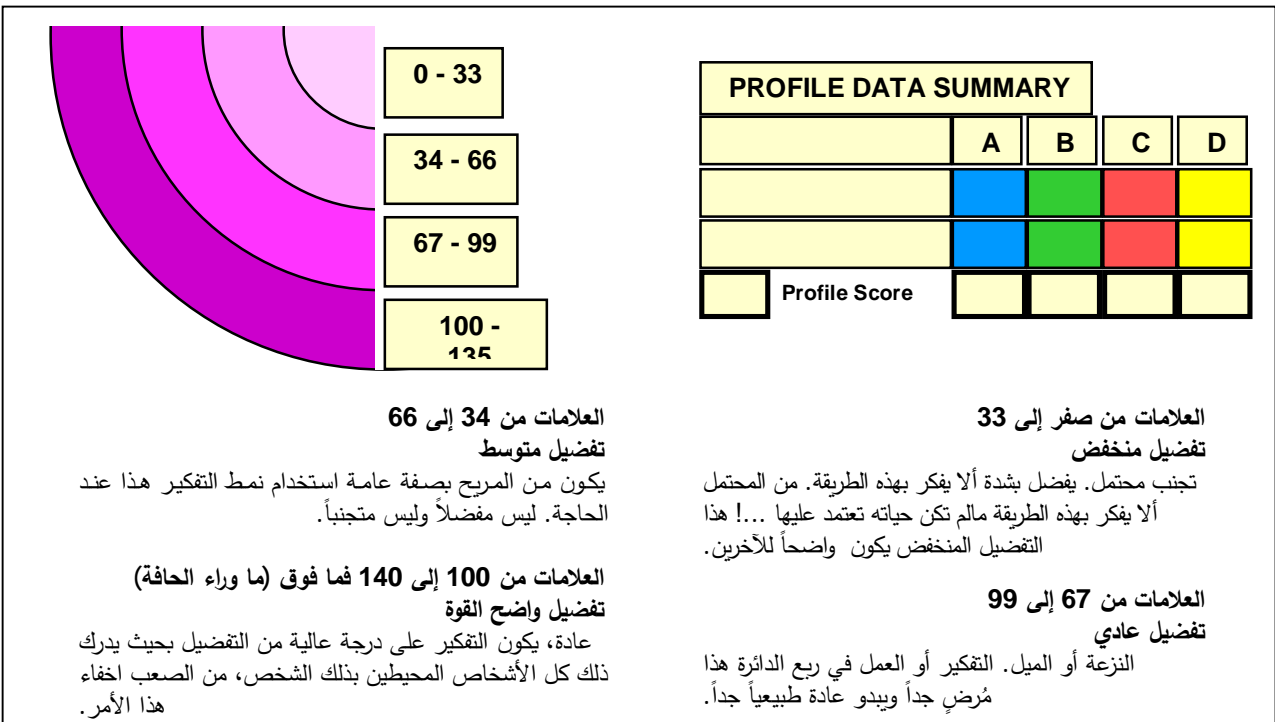 0 - 33
34 - 66
67 - 99
100 -
135
PROFILE DATA SUMMARY
A B C D
Profile Score
العلامات من صفر إلى 33
تفضيل منخفض
تجنب محتمل. يفضل بشدة ألا يفكر بهذه الطريقة. من المحتمل
ألا يفكر بهذه الطريقة مالم تكن حياته تعتمد عليها ...! هذا
التفضيل المنخفض يكون واضحاً للآخرين.
العلامات من 34 إلى 66
تفضيل متوسط
يكون من المريح بصفة عامة استخدام نمط التفكير هذا عند
الحاجة. ليس مفضلاً وليس متجنباً.
العلامات من 67 إلى 99
تفضيل عادي
النزعة أو الميل. التفكير أو العمل في ربع الدائرة هذا
مُرضٍ جداً ويبدو عادة طبيعياً جداً.
العلامات من 100 إلى 140 فما فوق (ما وراء الحافة)
تفضيل واضح القوة
عادة، يكون التفكير على درجة عالية من التفضيل بحيث يدرك
ذلك كل الأشخاص المحيطين بذلك الشخص، من الصعب اخفاء
هذا الأمر.